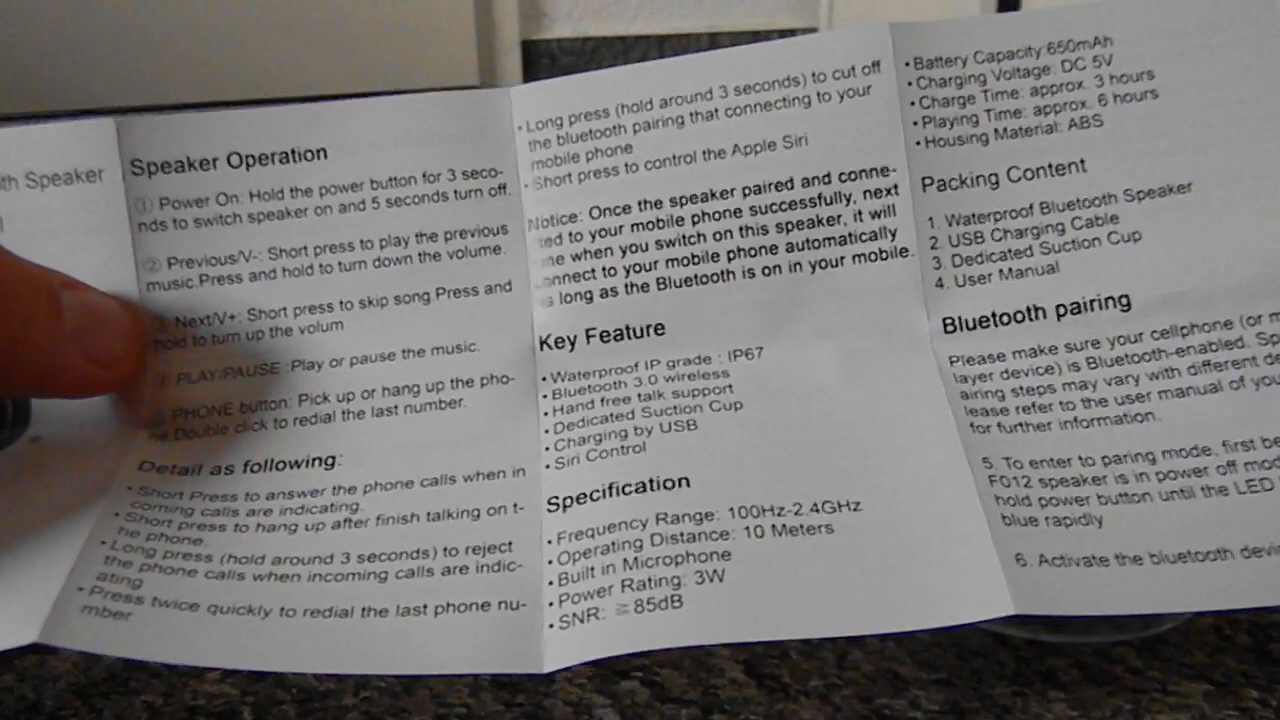 th Speaker
Speaker Operation
① Power On: Hold the power button for 3 seco-
nds to switch speaker on and 5 seconds turn off.
② Previous/V-: Short press to play the previous
music.Press and hold to turn down the volume.
Next/V+: Short press to skip song.Press and
hold to turn up the volum
PLAY/PAUSE :Play or pause the music.
PHONE button: Pick up or hang up the pho-
ne.Double click to redial the last number.
Detail as following:
• Short Press to answer the phone calls when in
coming calls are indicating.
• Short press to hang up after finish talking on t-
he phone.
• Long press (hold around 3 seconds) to reject
the phone calls when incoming calls are indic-
ating
• Press twice quickly to redial the last phone nu-
mber
• Long press (hold around 3 seconds) to cut off
the bluetooth pairing that connecting to your
mobile phone
• Short press to control the Apple Siri
Notice: Once the speaker paired and conne-
ted to your mobile phone successfully, next
me when you switch on this speaker, it will
onnect to your mobile phone automatically
s long as the Bluetooth is on in your mobile.
Key Feature
• Waterproof IP grade : IP67
• Bluetooth 3.0 wireless
• Hand free talk support
• Dedicated Suction Cup
• Charging by USB
• Siri Control
Specification
• Frequency Range: 100Hz-2.4GHz
• Operating Distance: 10 Meters
• Built in Microphone
• Power Rating: 3W
• SNR: ≧85dB
• Battery Capacity:650mAh
• Charging Voltage: DC 5V
• Charge Time: approx. 3 hours
• Playing Time: approx. 6 hours
• Housing Material: ABS
Packing Content
1. Waterproof Bluetooth Speaker
2. USB Charging Cable
3. Dedicated Suction Cup
4. User Manual
Bluetooth pairing
Please make sure your cellphone (or m
layer device) is Bluetooth-enabled. Sp
airing steps may vary with different de
lease refer to the user manual of you
for further information.
5. To enter to paring mode, first be
F012 speaker is in power off mod
hold power button until the LED
blue rapidly
6. Activate the bluetooth devi